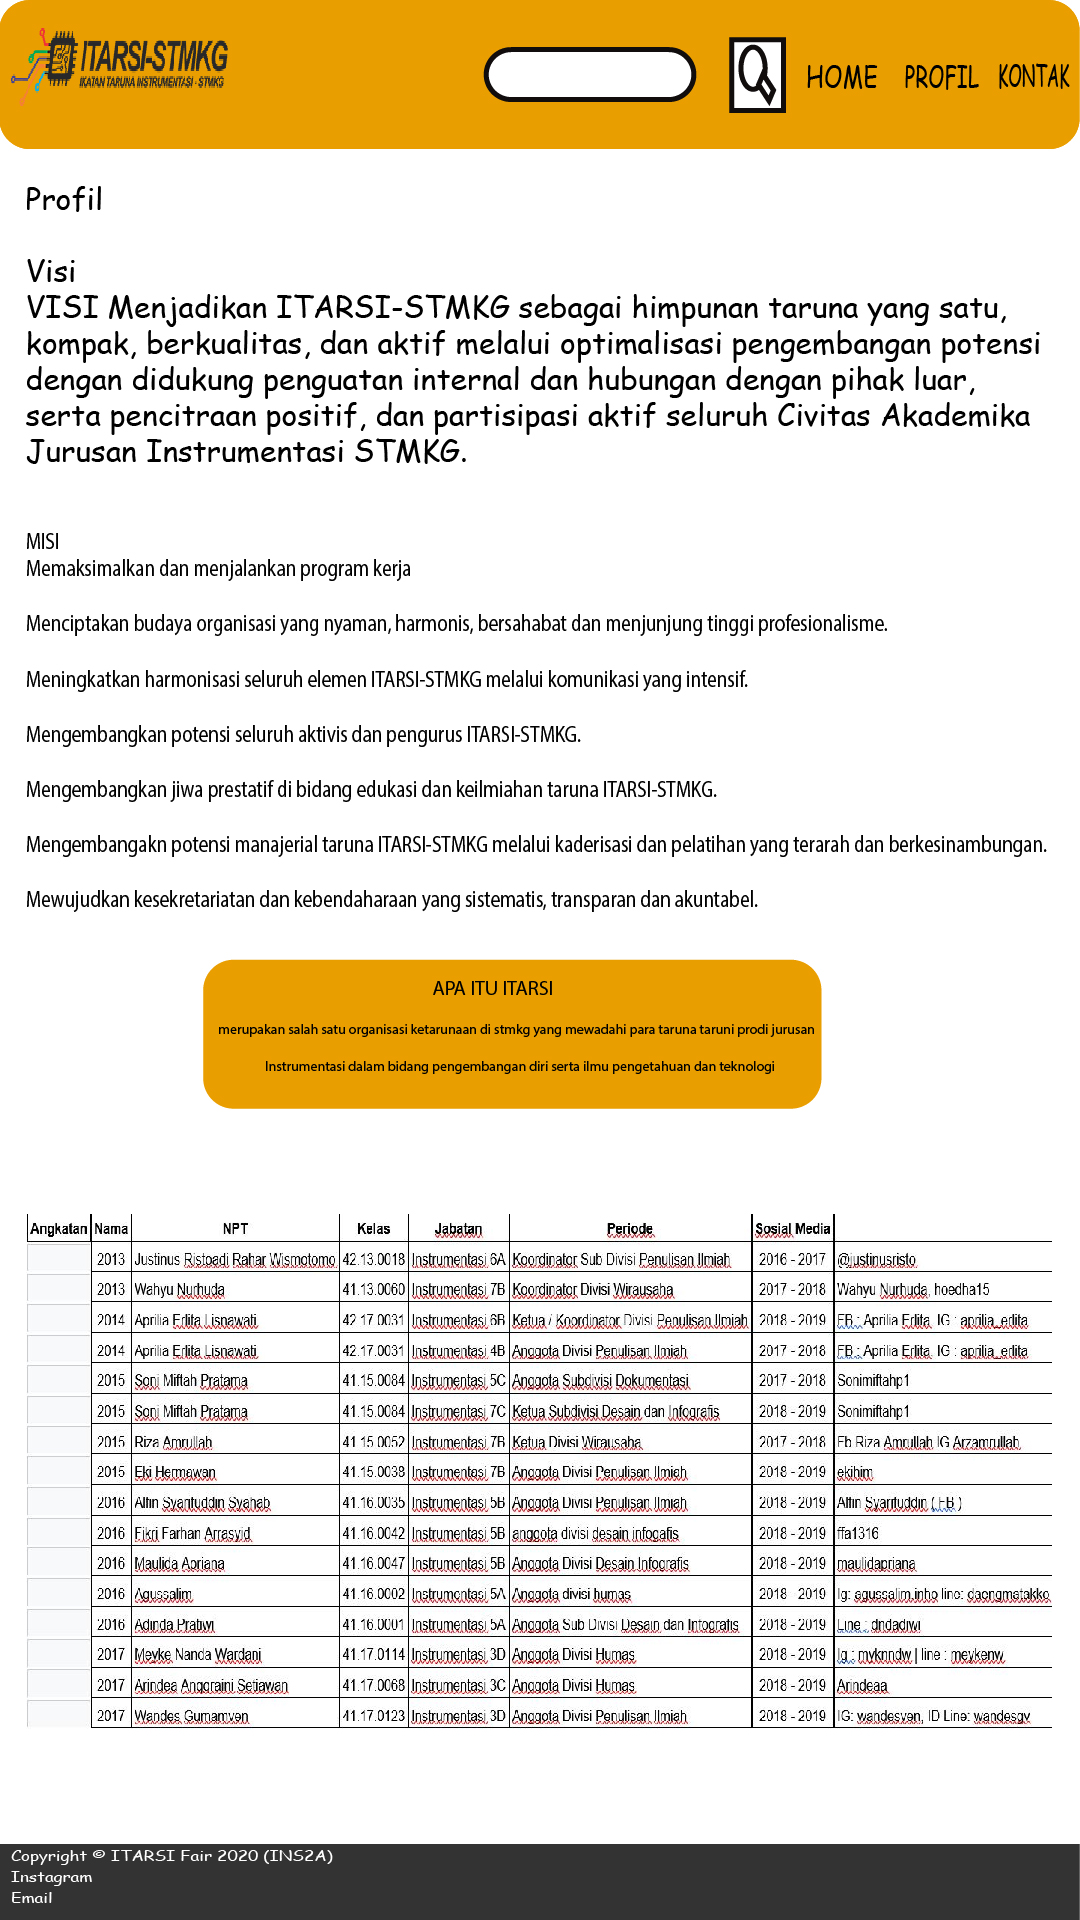 ITARSI-STMKG
IKATAN TARUNA INSTRUMENTASI - STMKG
HOME PROFIL KONTAK
Profil
Visi
VISI Menjadikan ITARSI-STMKG sebagai himpunan taruna yang satu,
kompak, berkualitas, dan aktif melalui optimalisasi pengembangan potensi
dengan didukung penguatan internal dan hubungan dengan pihak luar,
serta pencitraan positif, dan partisipasi aktif seluruh Civitas Akademika
Jurusan Instrumentasi STMKG.
MISI
Memaksimalkan dan menjalankan program kerja
Menciptakan budaya organisasi yang nyaman, harmonis, bersahabat dan menjunjung tinggi profesionalisme.
Meningkatkan harmonisasi seluruh elemen ITARSI-STMKG melalui komunikasi yang intensif.
Mengembangkan potensi seluruh aktivis dan pengurus ITARSI-STMKG.
Mengembangkan jiwa prestatif di bidang edukasi dan keilmiahan taruna ITARSI-STMKG.
Mengembangakn potensi manajerial taruna ITARSI-STMKG melalui kaderisasi dan pelatihan yang terarah dan berkesinambungan.
Mewujudkan kesekretariatan dan kebendaharaan yang sistematis, transparan dan akuntabel.
APA ITU ITARSI
merupakan salah satu organisasi ketarunaan di stmkg yang mewadahi para taruna taruni prodi jurusan
Instrumentasi dalam bidang pengembangan diri serta ilmu pengetahuan dan teknologi
Angkatan Nama NPT Kelas Jabatan Periode Sosial Media
2013 Justinus Ristoadi Rahar Wismotomo 42.13.0018 Instrumentasi 6A Koordinator Sub Divisi Penulisan Ilmiah 2016 - 2017 @justinusristo
2013 Wahyu Nurhuda 41.13.0060 Instrumentasi 7B Koordinator Divisi Wirausaha 2017 - 2018 Wahyu Nurhuda, hoedha15
2014 Aprilia Erlita Lisnawati 42.17.0031 Instrumentasi 6B Ketua / Koordinator Divisi Penulisan Ilmiah 2018 - 2019 FB : Aprilia Erlita IG : aprilia_erlita
2014 Aprilia Erlita Lisnawati 42.17.0031 Instrumentasi 4B Anggota Divisi Penulisan Ilmiah 2017 - 2018 FB : Aprilia Erlita IG : aprilia_erlita
2015 Soni Miftah Pratama 41.15.0084 Instrumentasi 5C Anggota Subdivisi Dokumentasi 2017 - 2018 Sonimiftahp1
2015 Soni Miftah Pratama 41.15.0084 Instrumentasi 7C Ketua Subdivisi Desain dan Infografis 2018 - 2019 Sonimiftahp1
2015 Riza Amrullah 41.15.0052 Instrumentasi 7B Ketua Divisi Wirausaha 2017 - 2018 Fb Riza Amrullah IG Arzamrullah
2015 Eki Hermawan 41.15.0038 Instrumentasi 7B Anggota Divisi Penulisan Ilmiah 2018 - 2019 ekihim
2016 Alfin Syarifuddin Syahab 41.16.0035 Instrumentasi 5B Anggota Divisi Penulisan Ilmiah 2018 - 2019 Alfin Syarifuddin ( FB )
2016 Fikri Farhan Arrasyid 41.16.0042 Instrumentasi 5B anggota divisi desain infogafis 2018 - 2019 ffa1316
2016 Maulida Apriana 41.16.0047 Instrumentasi 5B Anggota Divisi Desain Infografis 2018 - 2019 maulidapriana
2016 Agussalim 41.16.0002 Instrumentasi 5A Anggota divisi humas 2018 - 2019 Ig: agussalim.inho line: daengmatakko
2016 Adinda Pratiwi 41.16.0001 Instrumentasi 5A Anggota Sub Divisi Desain dan Infografis 2018 - 2019 Line : dndadiwi
2017 Meyke Nanda Wardani 41.17.0114 Instrumentasi 3D Anggota Divisi Humas 2018 - 2019 Ig : myknndw | line : meykenw
2017 Arindea Anggraini Setiawan 41.17.0068 Instrumentasi 3C Anggota Divisi Humas 2018 - 2019 Arindeaa
2017 Wandes Gumamyen 41.17.0123 Instrumentasi 3D Anggota Divisi Penulisan Ilmiah 2018 - 2019 IG: wandesyen, ID Line: wandesgy
Copyright © ITARSI Fair 2020 (INS2A)
Instagram
Email